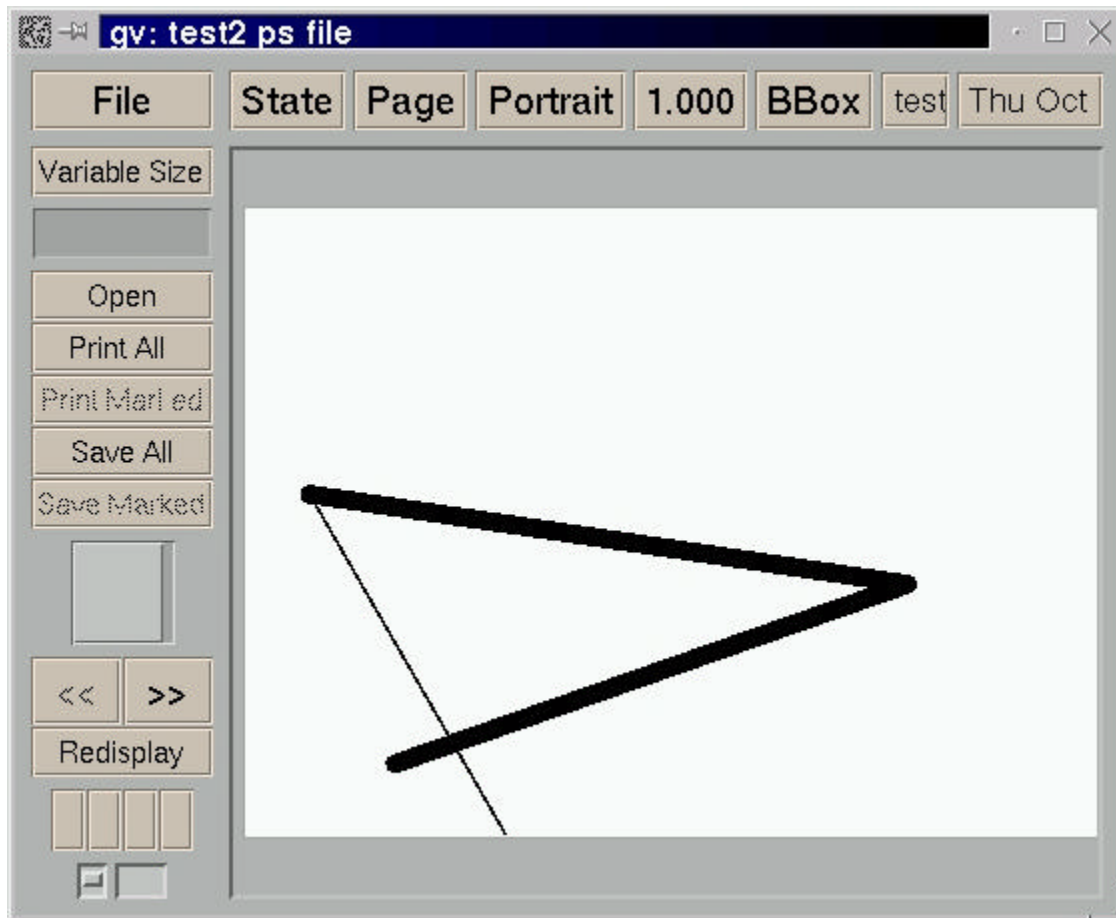 gv: test2 ps file
File State Page Portrait 1.000 BBox test Thu Oct
Variable Size
Open
Print All
Print Marked
Save All
Save Marked
<< >>
Redisplay